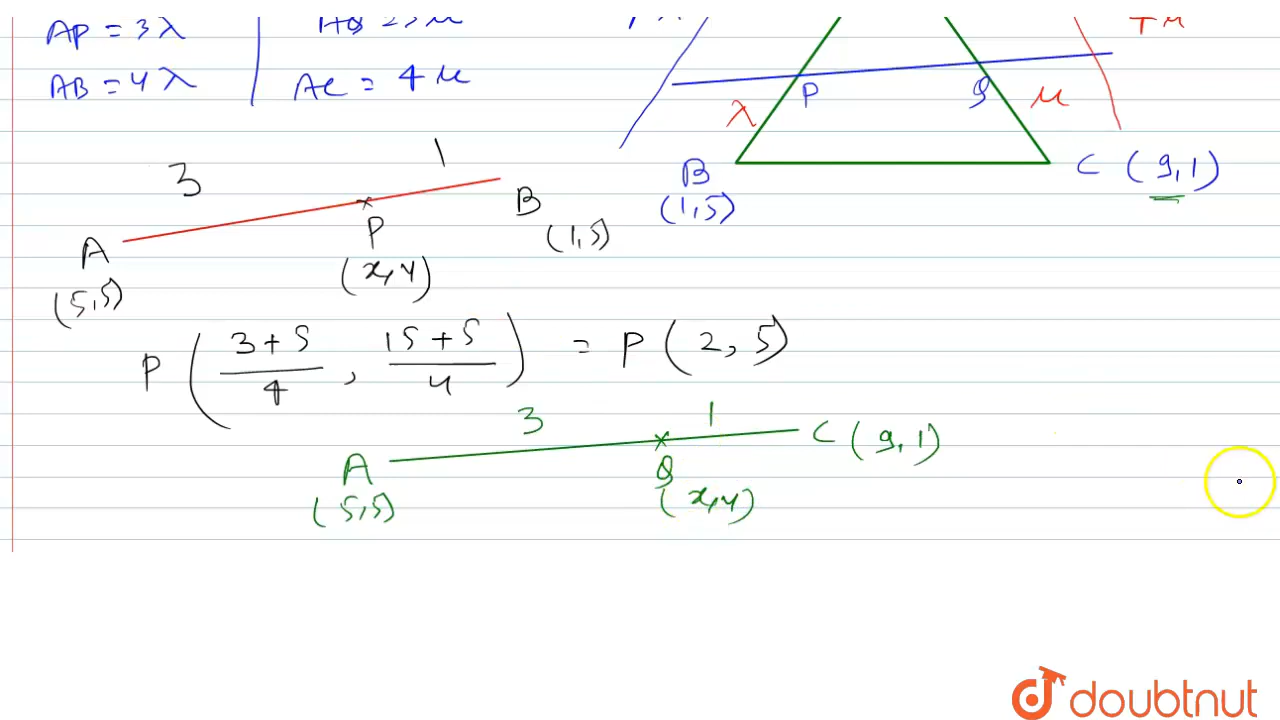 AP = 3λ
AB = 4λ
AC = 4μ
P
Q
λ
μ
B
(1,5)
C (9,1)
3
1
A
(5,5)
P
(x,y)
B
(1,5)
P ( 3+5 / 4 , 15+5 / 4 ) = P (2,5)
3
1
A
(5,5)
Q
(x,y)
C (9,1)
doubtnut